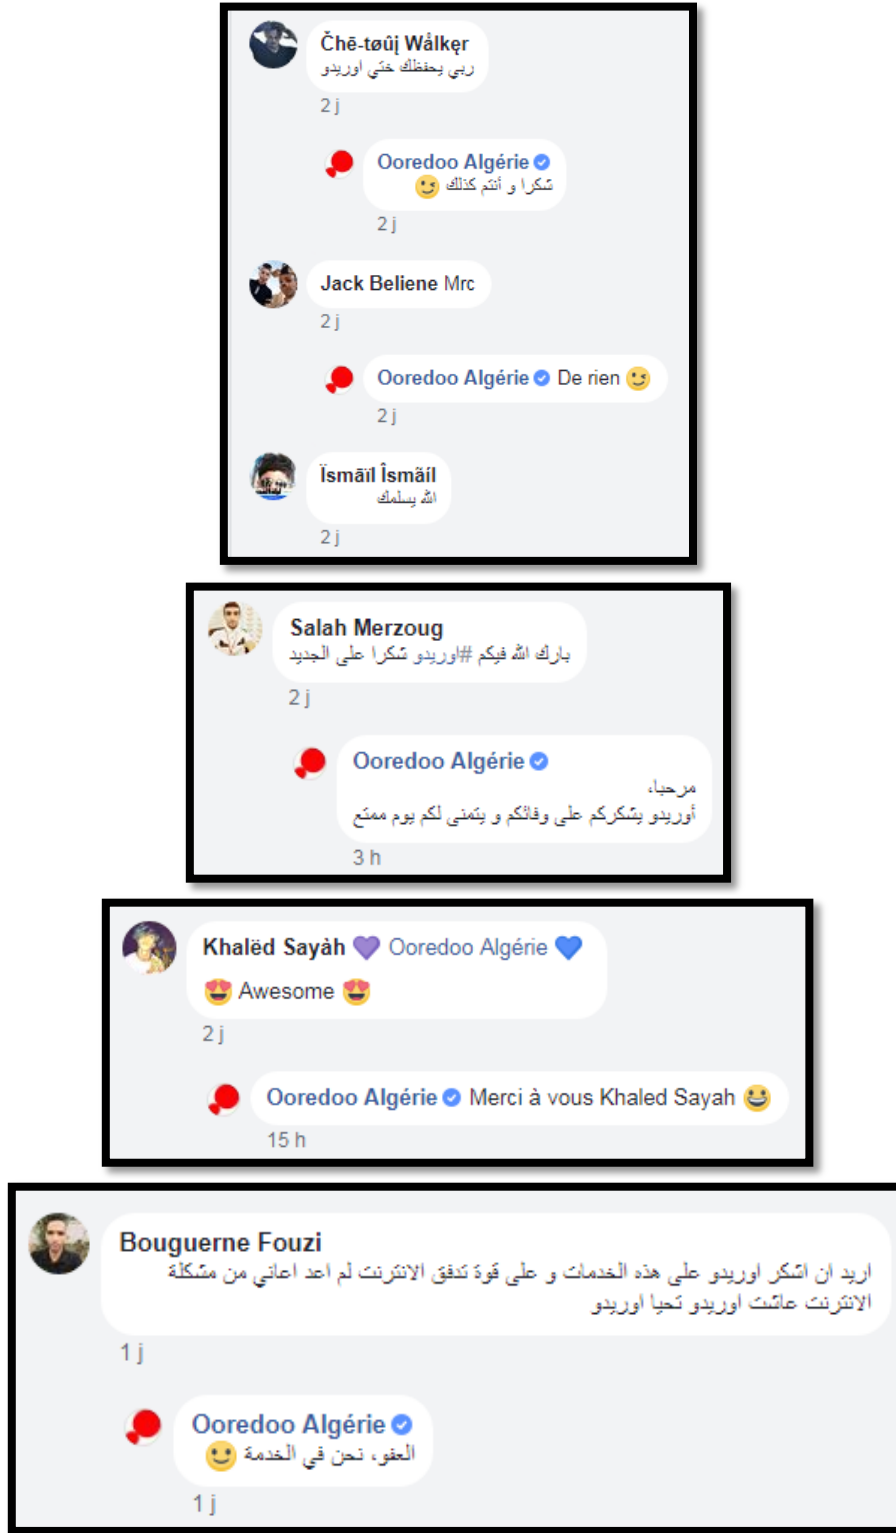 Čhē-tøûį Wålkęr
ربي يحفظك ختي اوريدو
2 j
Ooredoo Algérie
شكرا و أنتم كذلك 😉
2 j
Jack Beliene Mrc
2 j
Ooredoo Algérie De rien 😉
2 j
Ïsmāïl Îsmãíl
الله يسلمك
2 j
Salah Merzoug
بارك الله فيكم #اوريدو شكرا على الجديد
2 j
Ooredoo Algérie
مرحبا،
أوريدو يشكركم على وفائكم و يتمنى لكم يوم ممتع
3 h
Khalëd Sayàh 💜 Ooredoo Algérie 💙
😍 Awesome 😍
2 j
Ooredoo Algérie Merci à vous Khaled Sayah 😃
15 h
Bouguerne Fouzi
اريد ان اشكر اوريدو على هذه الخدمات و على قوة تدفق الانترنت لم اعد اعاني من مشكلة
الانترنت عاشت اوريدو تحيا اوريدو
1 j
Ooredoo Algérie
العفو، نحن في الخدمة 🙂
1 j